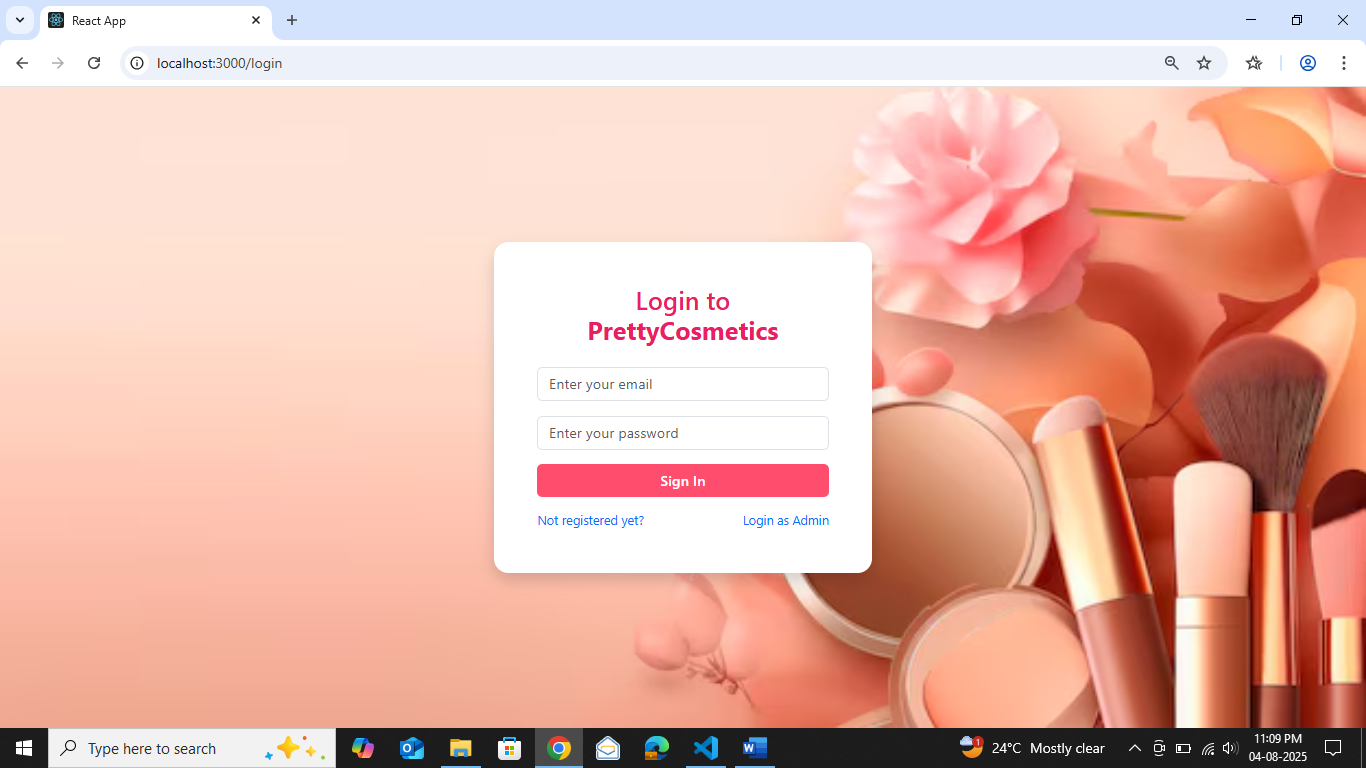 React App
localhost:3000/login
Login to
PrettyCosmetics
Enter your email
Enter your password
Sign In
Not registered yet? Login as Admin
Type here to search
1
24°C Mostly clear
11:09 PM
04-08-2025